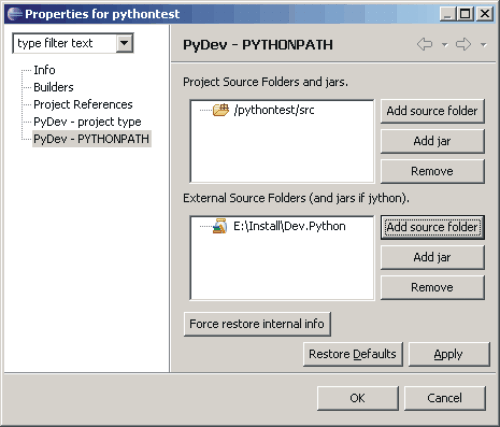 Properties for pythontest
type filter text
Info
Builders
Project References
PyDev - project type
PyDev - PYTHONPATH
PyDev - PYTHONPATH
Project Source Folders and jars.
/pythontest/src
Add source folder
Add jar
Remove
External Source Folders (and jars if jython).
E:\Install\Dev.Python
Add source folder
Add jar
Remove
Force restore internal info
Restore Defaults
Apply
OK
Cancel